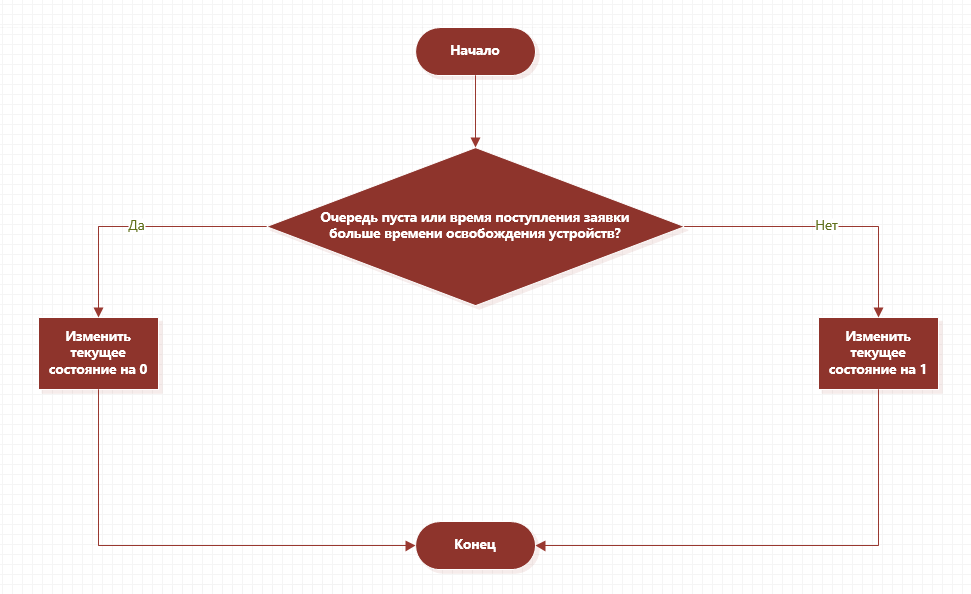 Начало
Очередь пуста или время поступления заявки
больше времени освобождения устройств?
Да
Нет
Изменить
текущее
состояние на 0
Изменить
текущее
состояние на 1
Конец